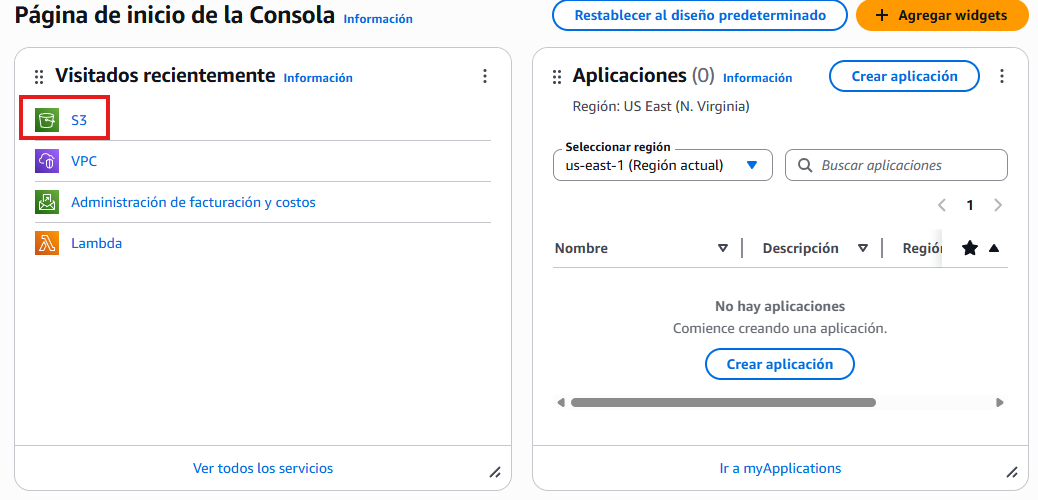 Página de inicio de la Consola Información
Restablecer al diseño predeterminado
+ Agregar widgets
Visitados recientemente Información
S3
VPC
Administración de facturación y costos
Lambda
Ver todos los servicios
Aplicaciones (0) Información
Crear aplicación
Región: US East (N. Virginia)
Seleccionar región
us-east-1 (Región actual)
Buscar aplicaciones
1
Nombre Descripción Región
No hay aplicaciones
Comience creando una aplicación.
Crear aplicación
Ir a myApplications